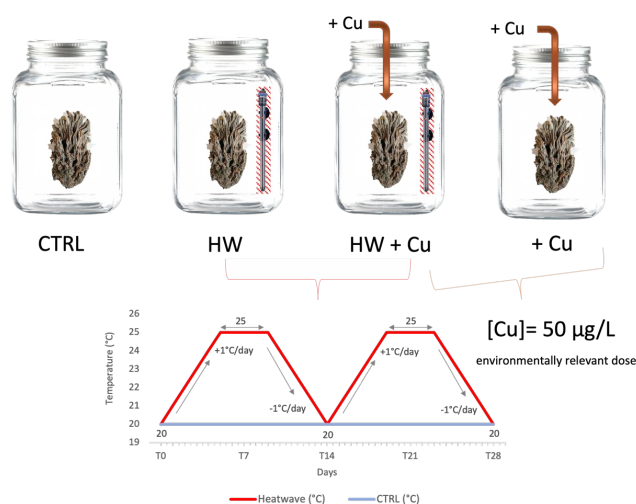 + Cu
+ Cu
CTRL
HW
HW + Cu
+ Cu
[Cu]= 50 µg/L
environmentally relevant dose
Temperature (°C)
26
25
24
23
22
21
20
19
25
25
+1°C/day
-1°C/day
+1°C/day
-1°C/day
20
20
20
T0
T7
T14
T21
T28
Days
Heatwave (°C)
CTRL (°C)